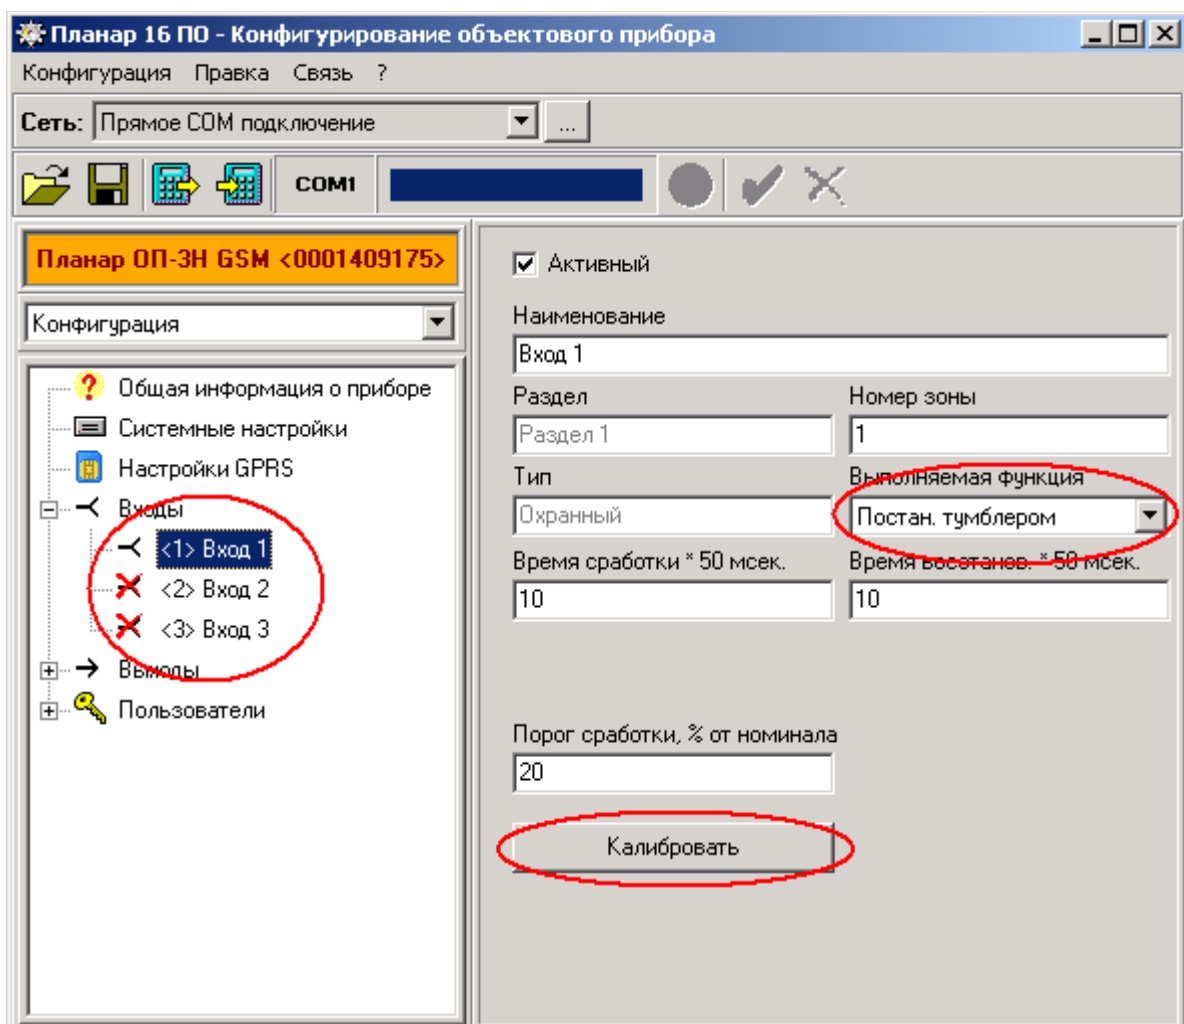 Планар 16 ПО - Конфигурирование объектового прибора
Конфигурация Правка Связь ?
Сеть: Прямое COM подключение ...
COM1
Планар ОП-3Н GSM <0001409175>
Конфигурация
Общая информация о приборе
Системные настройки
Настройки GPRS
Входы
<1> Вход 1
<2> Вход 2
<3> Вход 3
Выходы
Пользователи
Активный
Наименование
Вход 1
Раздел Номер зоны
Раздел 1 1
Тип Выполняемая функция
Охранный Постан. тумблером
Время сработки * 50 мсек. Время восстанов. * 50 мсек.
10 10
Порог сработки, % от номинала
20
Калибровать